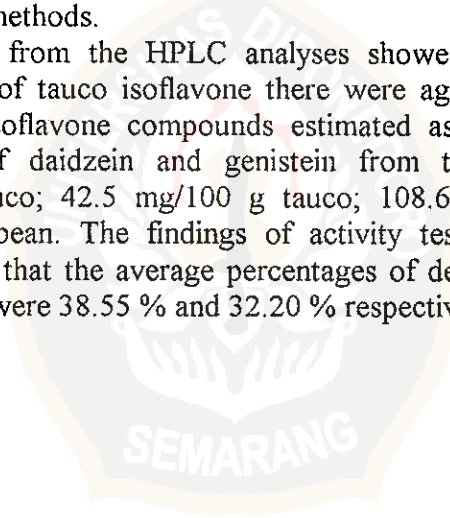 methods.
from the HPLC analyses showe
of tauco isoflavone there were ag
soflavone compounds estimated as
f daidzein and genistein from t
uco; 42.5 mg/100 g tauco; 108.6
bean. The findings of activity tes
that the average percentages of de
were 38.55 % and 32.20 % respectiv
SEMARANG